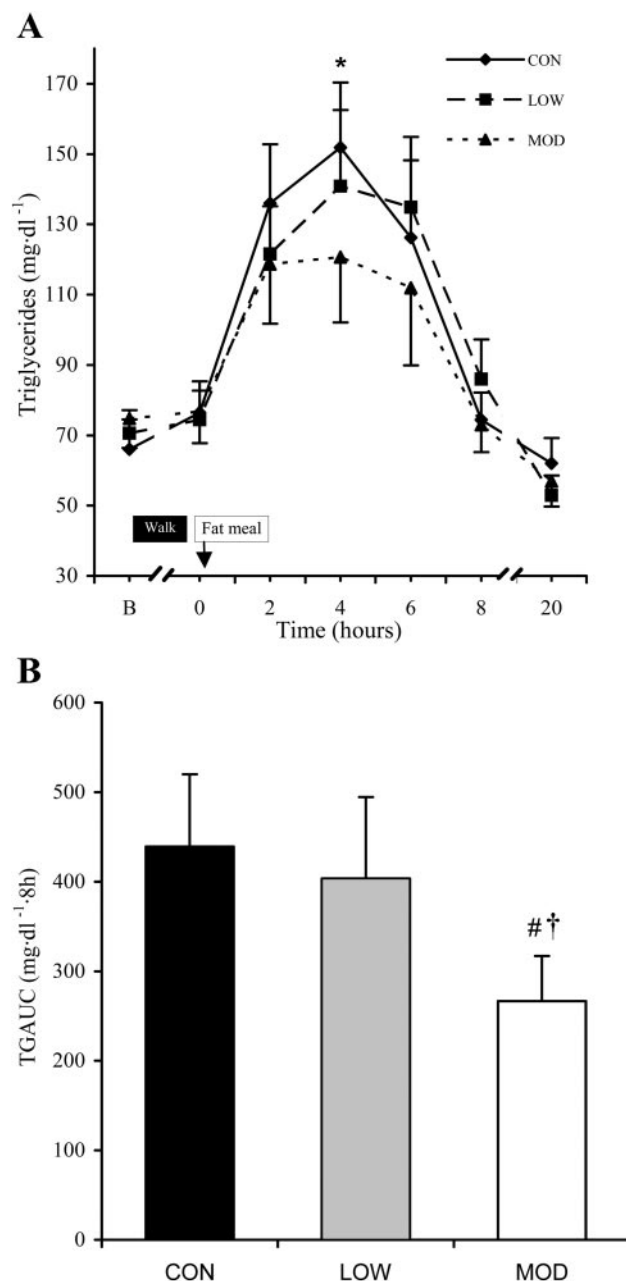 A
*
CON
LOW
MOD
Triglycerides (mg·dl⁻¹)
170
150
130
110
90
70
50
30
Walk
Fat meal
B
0
2
4
6
8
20
Time (hours)
B
TGAUC (mg·dl⁻¹·8h)
600
500
400
300
200
100
0
#†
CON
LOW
MOD